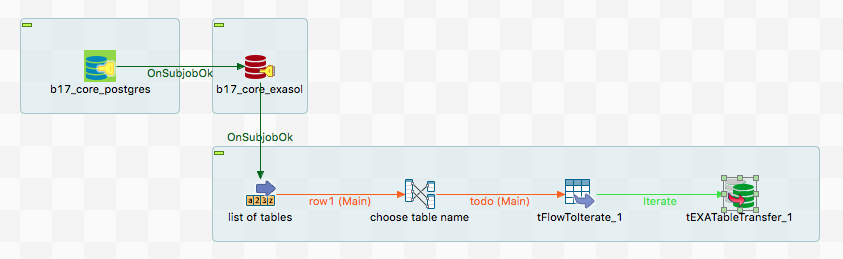 OnSubjobOk
b17_core_postgres
b17_core_exasol
OnSubjobOk
a 2 3 z
row1 (Main)
todo (Main)
Iterate
list of tables
choose table name
tFlowToIterate_1
tEXATableTransfer_1